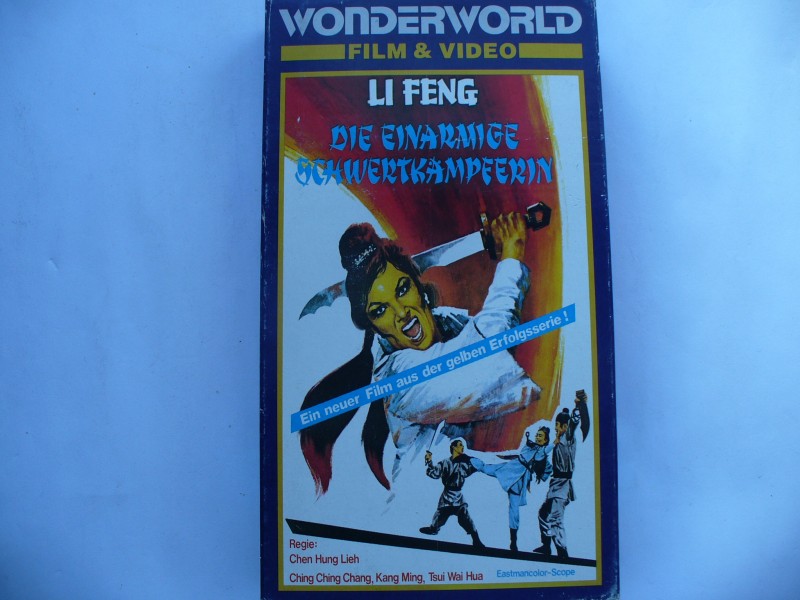 WONDERWORLD
FILM & VIDEO
LI FENG
DIE EINARMIGE
SCHWERTKÄMPFERIN
Ein neuer Film aus der gelben Erfolgsserie!
Regie:
Chen Hung Lieh
Ching Ching Chang, Kang Ming, Tsui Wai Hua
Eastmancolor-Scope